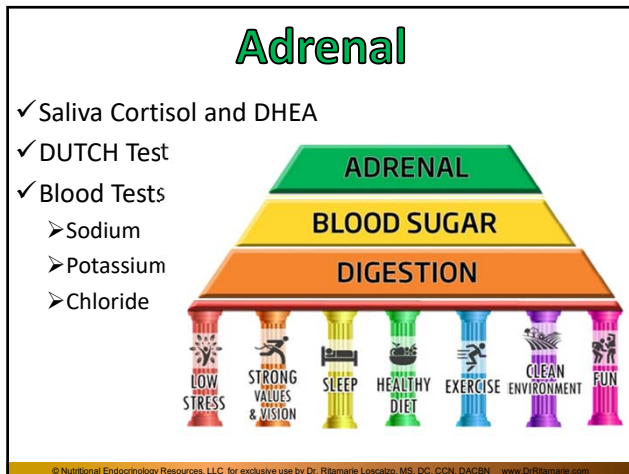 Adrenal
✓Saliva Cortisol and DHEA
✓DUTCH Test
✓Blood Tests
➢Sodium
➢Potassium
➢Chloride
ADRENAL
BLOOD SUGAR
DIGESTION
LOW
STRESS
STRONG
VALUES
& VISION
SLEEP
HEALTHY
DIET
EXERCISE
CLEAN
ENVIRONMENT
FUN
© Nutritional Endocrinology Resources, LLC for exclusive use by Dr. Ritamarie Loscalzo, MS, DC, CCN, DACBN www.DrRitamarie.com